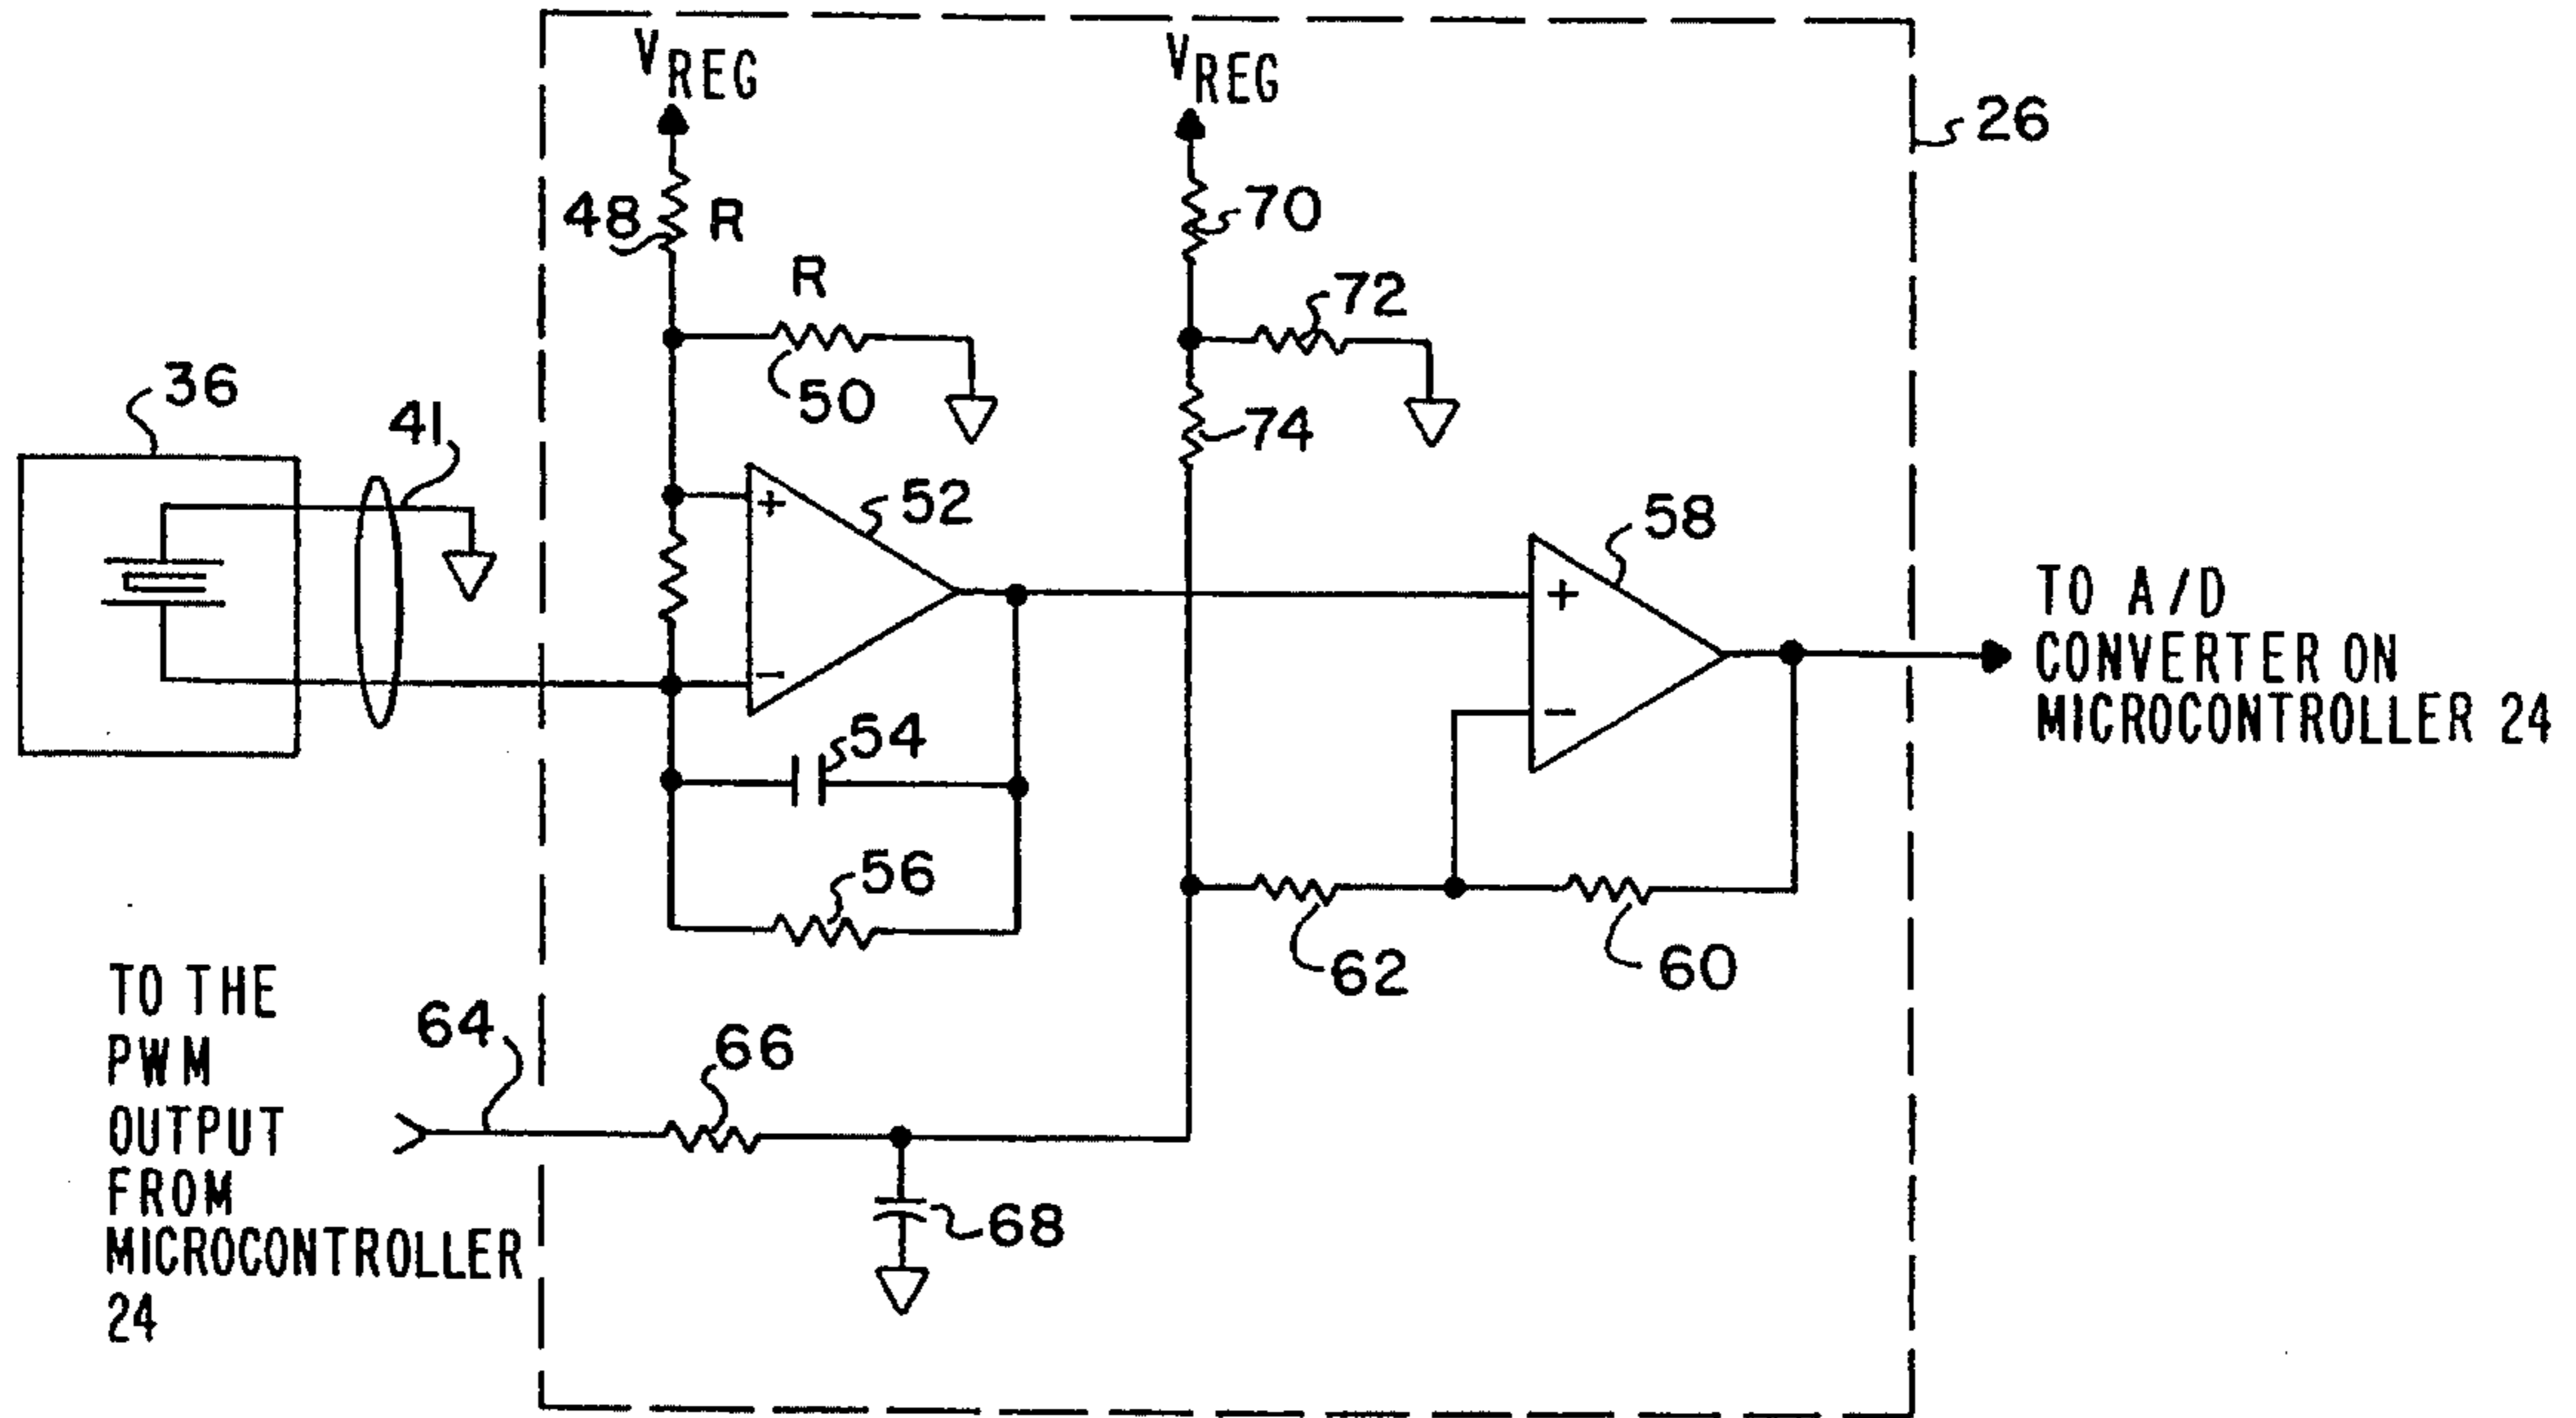 VREG
VREG
26
48
R
70
R
72
36
41
50
74
+
52
58
+
TO A/D
CONVERTER ON
MICROCONTROLLER 24
−
−
54
56
62
60
TO THE
PWM
OUTPUT
FROM
MICROCONTROLLER
24
64
66
68